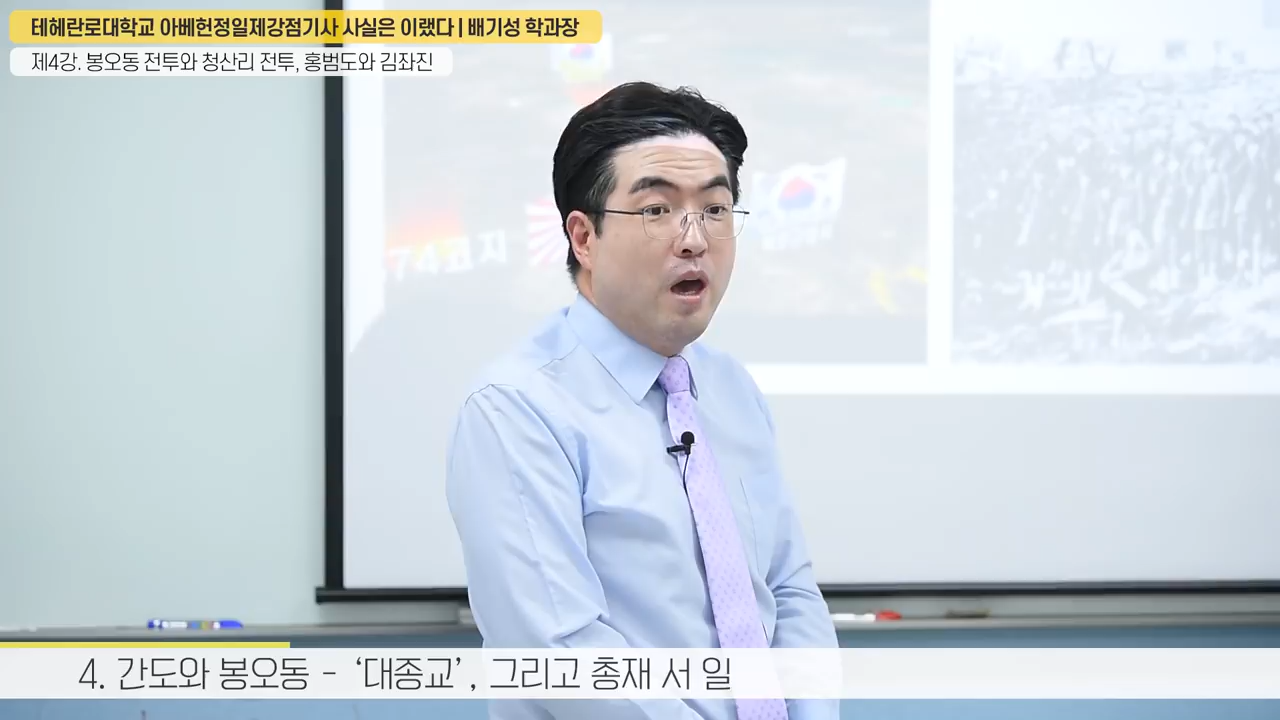 테헤란로대학교 아베헌정일제강점기사 사실은 이랬다 | 배기성 학과장
제4강. 봉오동 전투와 청산리 전투, 홍범도와 김좌진
4. 간도와 봉오동 - ‘대종교’, 그리고 총재 서 일